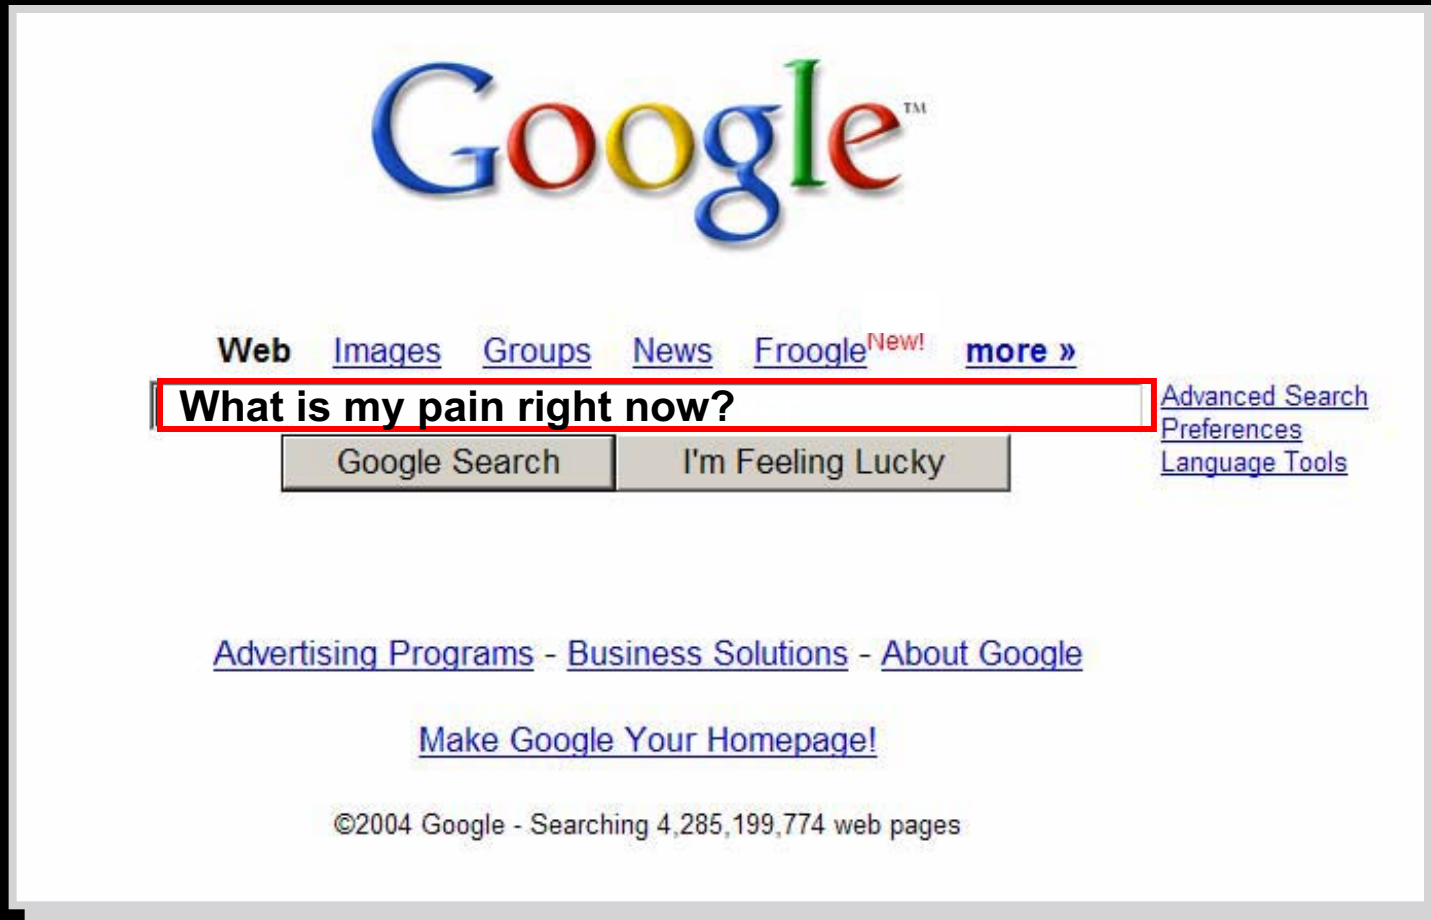 Google™
Web Images Groups News Froogle New! more »
What is my pain right now?
Advanced Search
Preferences
Language Tools
Google Search I'm Feeling Lucky
Advertising Programs - Business Solutions - About Google
Make Google Your Homepage!
©2004 Google - Searching 4,285,199,774 web pages